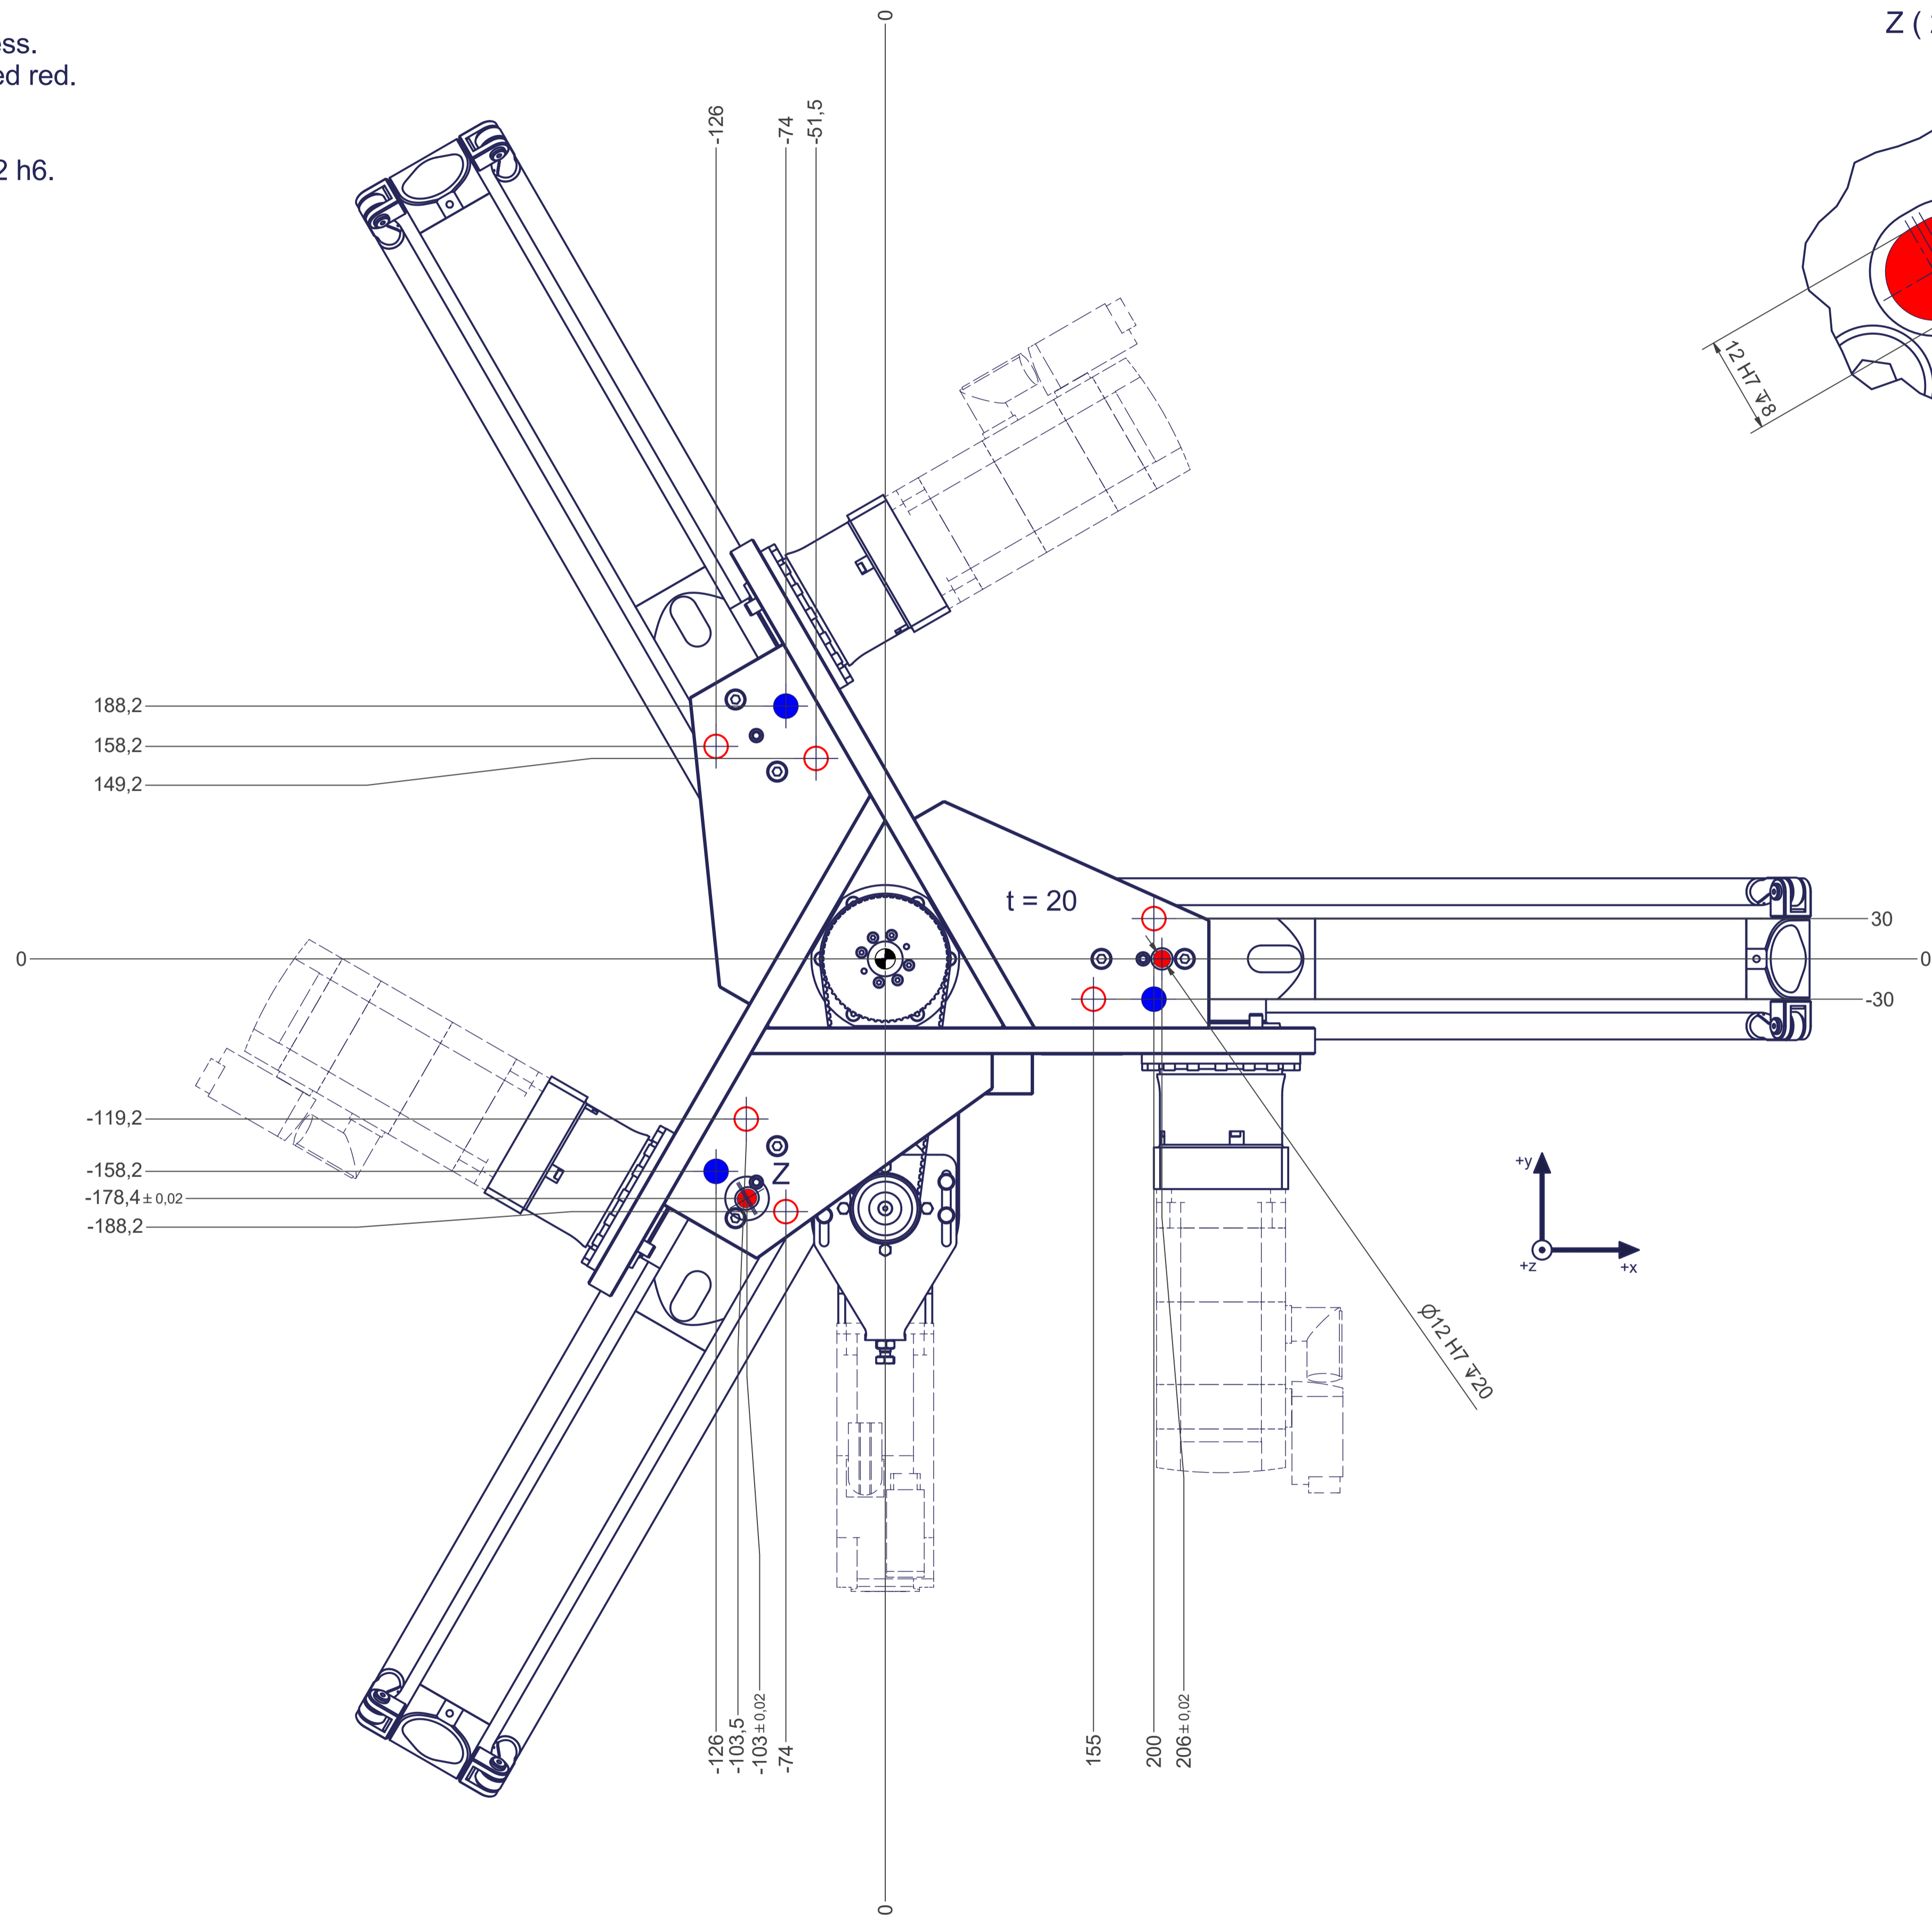 0
Z ( 2
ss.
ed red.
2 h6.
-126
-74
-51,5
12 H7 ↧8
188,2
158,2
149,2
t = 20
30
0
0
-30
-119,2
Z
-158,2
-178,4 ± 0,02
-188,2
+y
+z
+x
Ø12 H7 ↧20
-126
-103,5
-103 ± 0,02
-74
155
200
206 ± 0,02
0